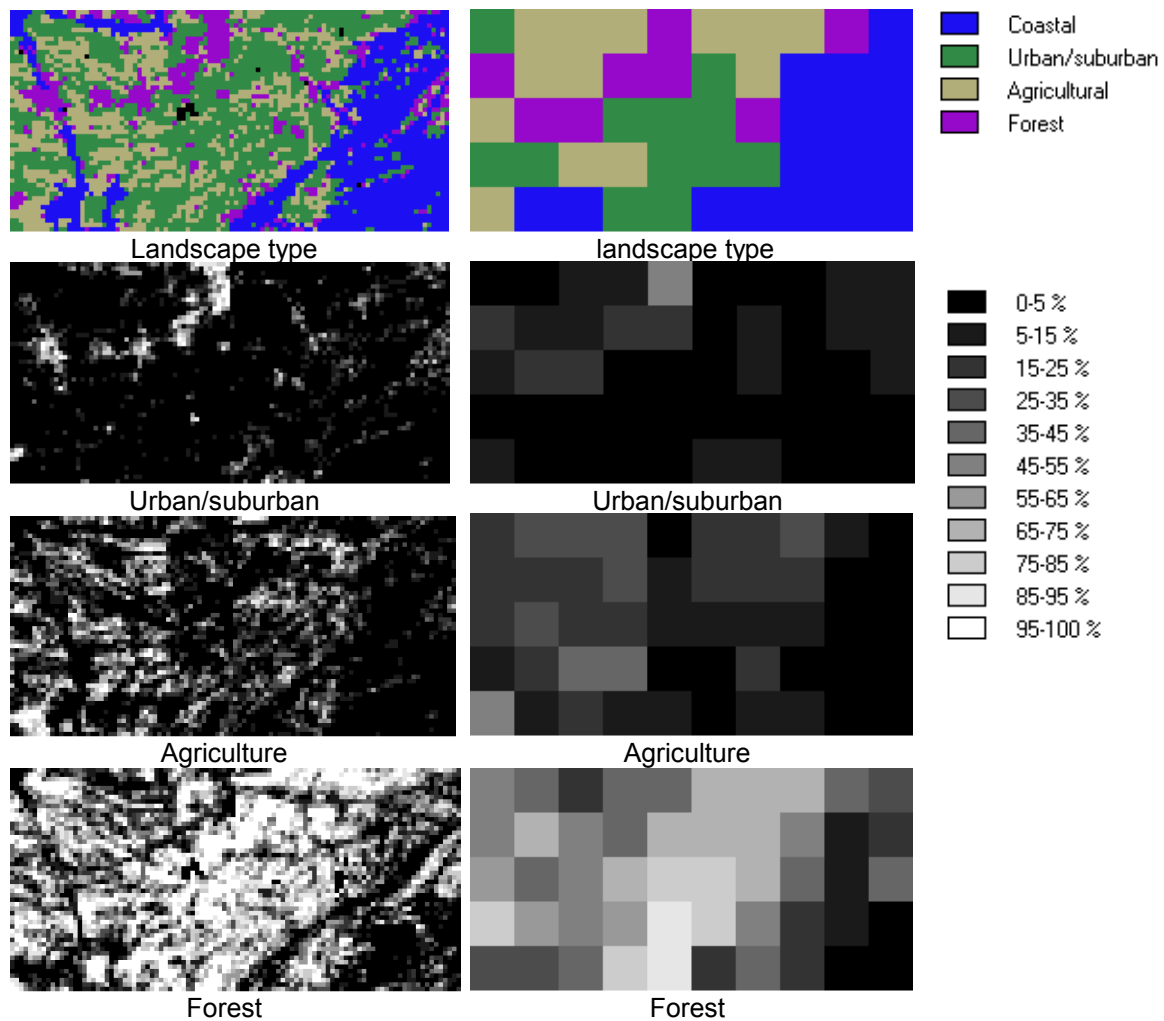 Coastal
Urban/suburban
Agricultural
Forest
Landscape type
landscape type
0-5 %
5-15 %
15-25 %
25-35 %
35-45 %
45-55 %
55-65 %
65-75 %
75-85 %
85-95 %
95-100 %
Urban/suburban
Urban/suburban
Agriculture
Agriculture
Forest
Forest